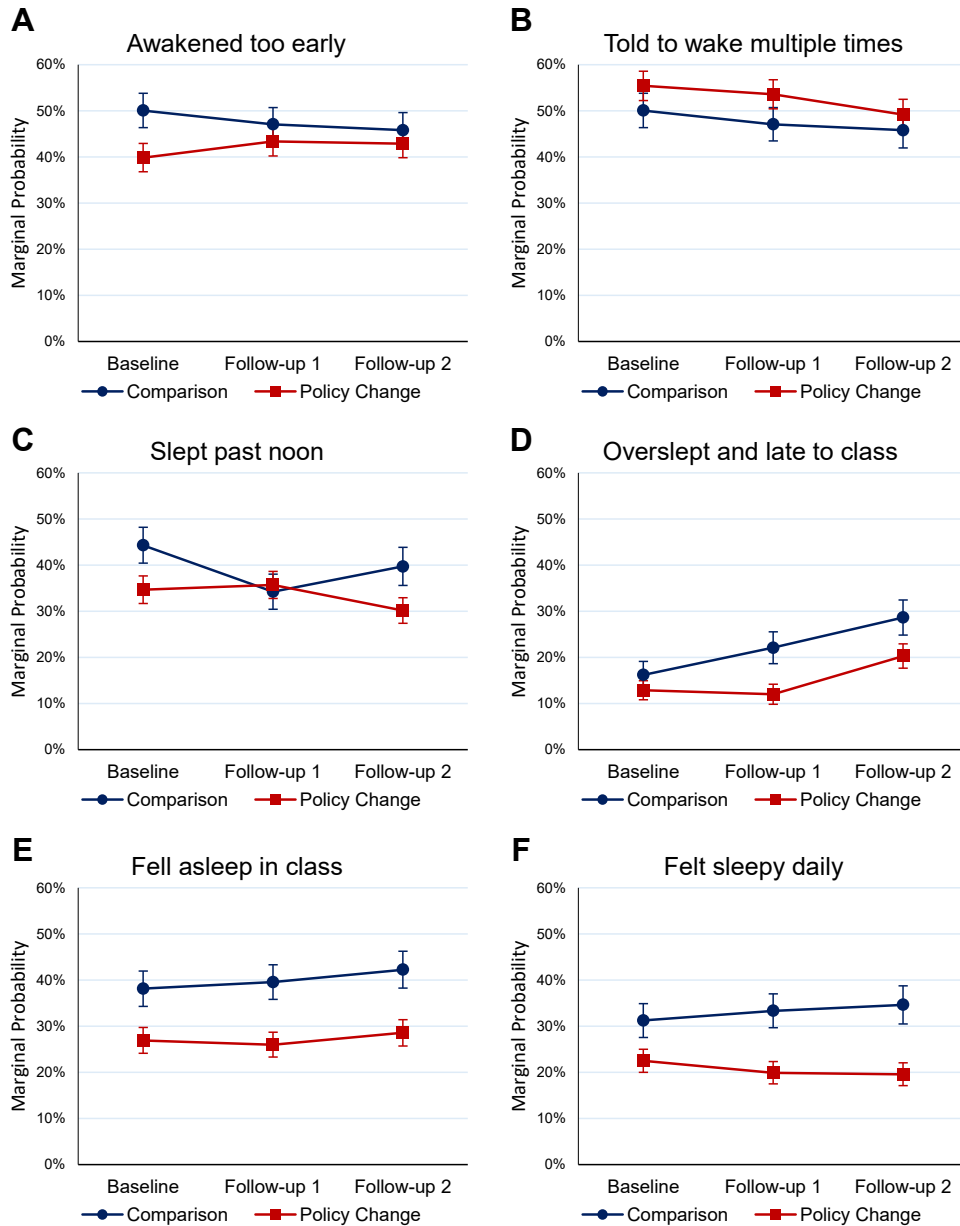 A
Awakened too early
60%
50%
40%
30%
20%
10%
0%
Marginal Probability
Baseline Follow-up 1 Follow-up 2
Comparison Policy Change
B
Told to wake multiple times
60%
50%
40%
30%
20%
10%
0%
Marginal Probability
Baseline Follow-up 1 Follow-up 2
Comparison Policy Change
C
Slept past noon
60%
50%
40%
30%
20%
10%
0%
Marginal Probability
Baseline Follow-up 1 Follow-up 2
Comparison Policy Change
D
Overslept and late to class
60%
50%
40%
30%
20%
10%
0%
Marginal Probability
Baseline Follow-up 1 Follow-up 2
Comparison Policy Change
E
Fell asleep in class
60%
50%
40%
30%
20%
10%
0%
Marginal Probability
Baseline Follow-up 1 Follow-up 2
Comparison Policy Change
F
Felt sleepy daily
60%
50%
40%
30%
20%
10%
0%
Marginal Probability
Baseline Follow-up 1 Follow-up 2
Comparison Policy Change